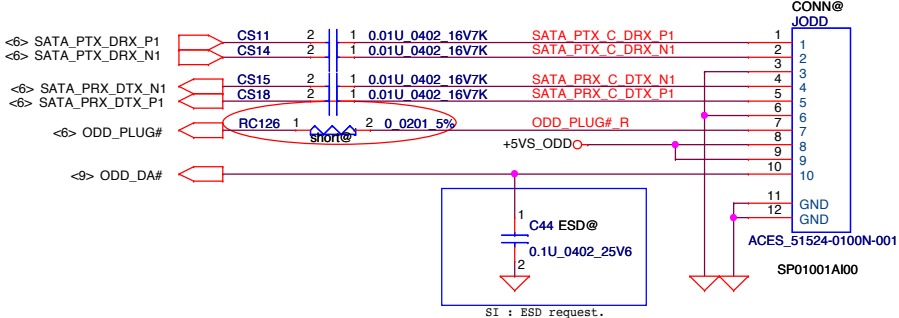 CONN@
JODD
<6> SATA_PTX_DRX_P1 CS11 2 1 0.01U_0402_16V7K SATA_PTX_C_DRX_P1 1 1
<6> SATA_PTX_DRX_N1 CS14 2 1 0.01U_0402_16V7K SATA_PTX_C_DRX_N1 2 2
3 3
<6> SATA_PRX_DTX_N1 CS15 2 1 0.01U_0402_16V7K SATA_PRX_C_DTX_N1 4 4
<6> SATA_PRX_DTX_P1 CS18 2 1 0.01U_0402_16V7K SATA_PRX_C_DTX_P1 5 5
6 6
<6> ODD_PLUG# RC126 1 2 0_0201_5% ODD_PLUG#_R 7 7
short@
+5VS_ODD 8 8
9 9
<9> ODD_DA# 10 10
11 GND
12 GND
1
C44 ESD@
0.1U_0402_25V6
2
ACES_51524-0100N-001
SP01001AI00
SI : ESD request.